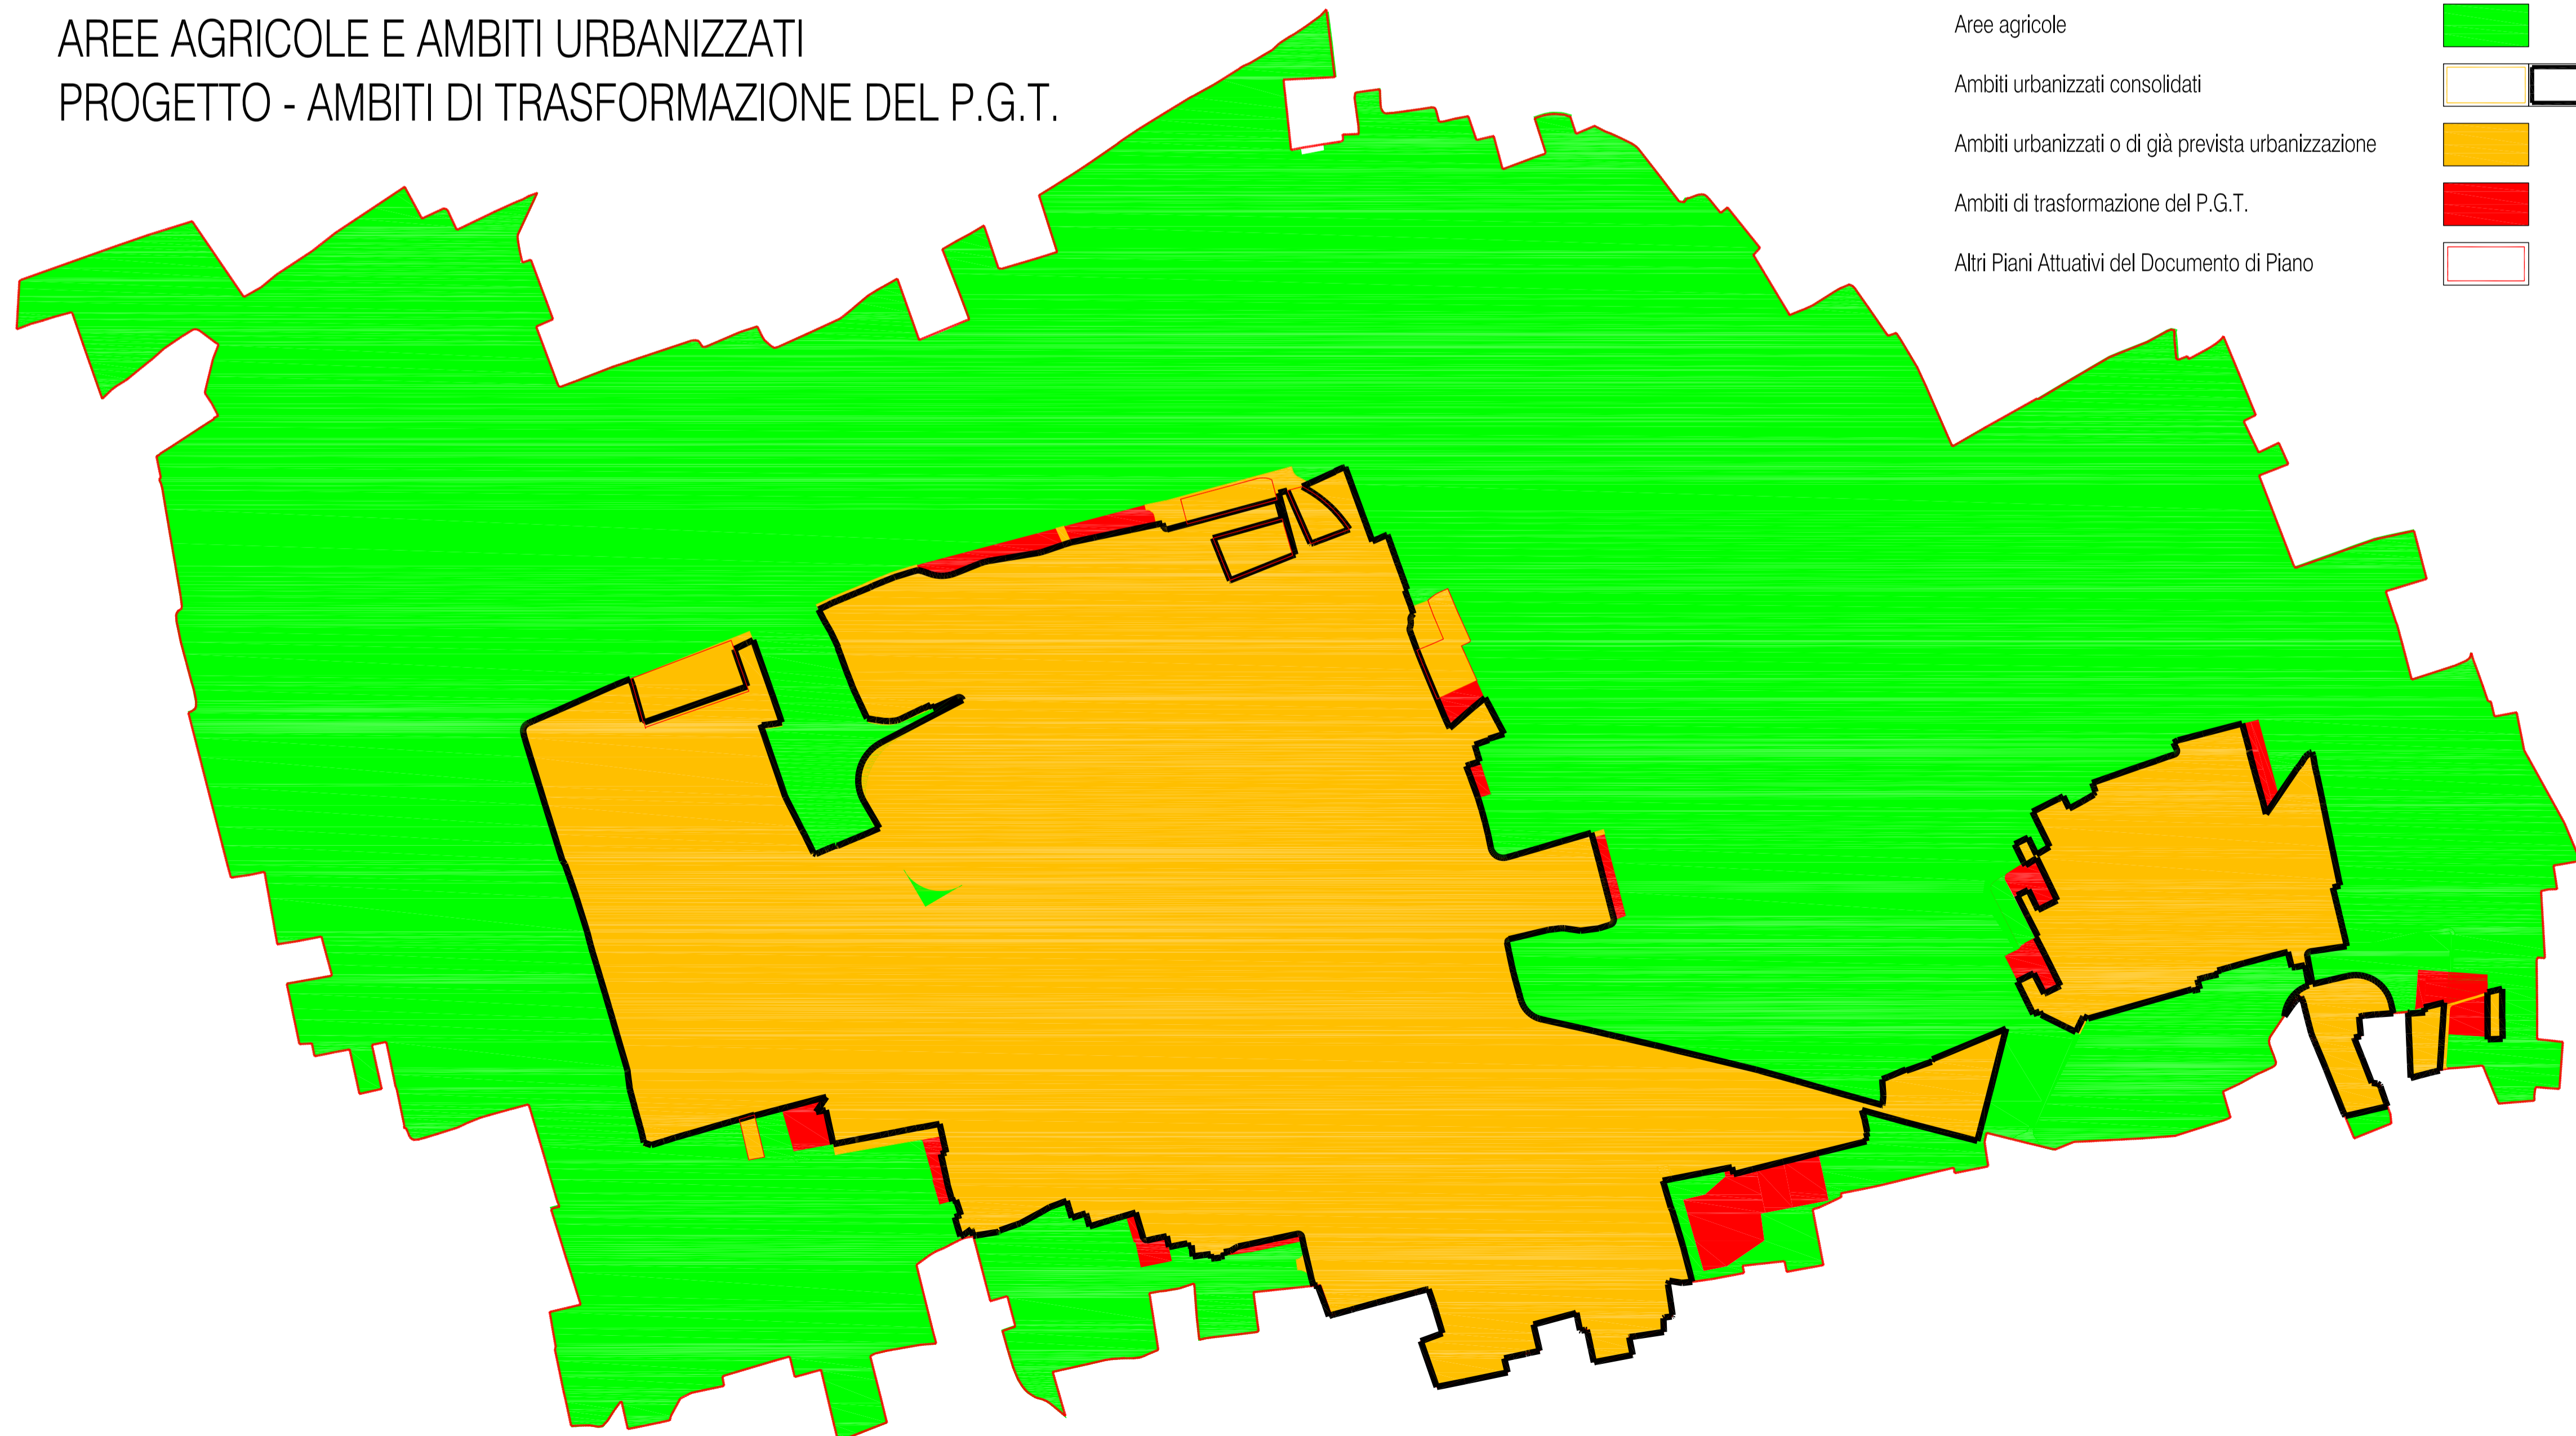 AREE AGRICOLE E AMBITI URBANIZZATI
PROGETTO - AMBITI DI TRASFORMAZIONE DEL P.G.T.
Aree agricole
Ambiti urbanizzati consolidati
Ambiti urbanizzati o di già prevista urbanizzazione
Ambiti di trasformazione del P.G.T.
Altri Piani Attuativi del Documento di Piano